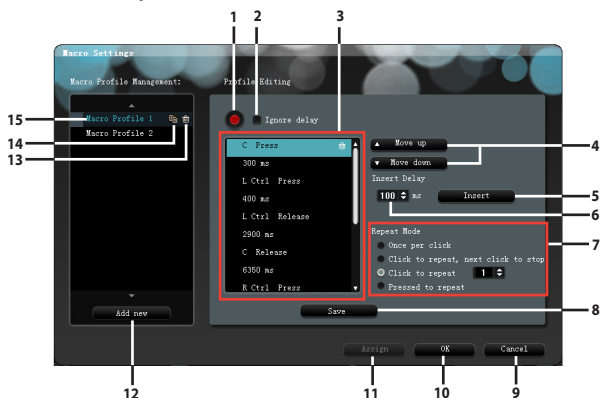 1
2
3
Macro Settings
Macro Profile Management:
Profile Editing
15
Macro Profile 1
14
Macro Profile 2
13
Ignore delay
C Press
300 ms
L Ctrl Press
400 ms
L Ctrl Release
2900 ms
C Release
6350 ms
R Ctrl Press
Move up
4
Move down
Insert Delay
100 ms
Insert
5
6
Repeat Mode
7
Once per click
Click to repeat, next click to stop
Click to repeat 1
Pressed to repeat
Add new
Save
8
Assign
OK
Cancel
12
11
10
9